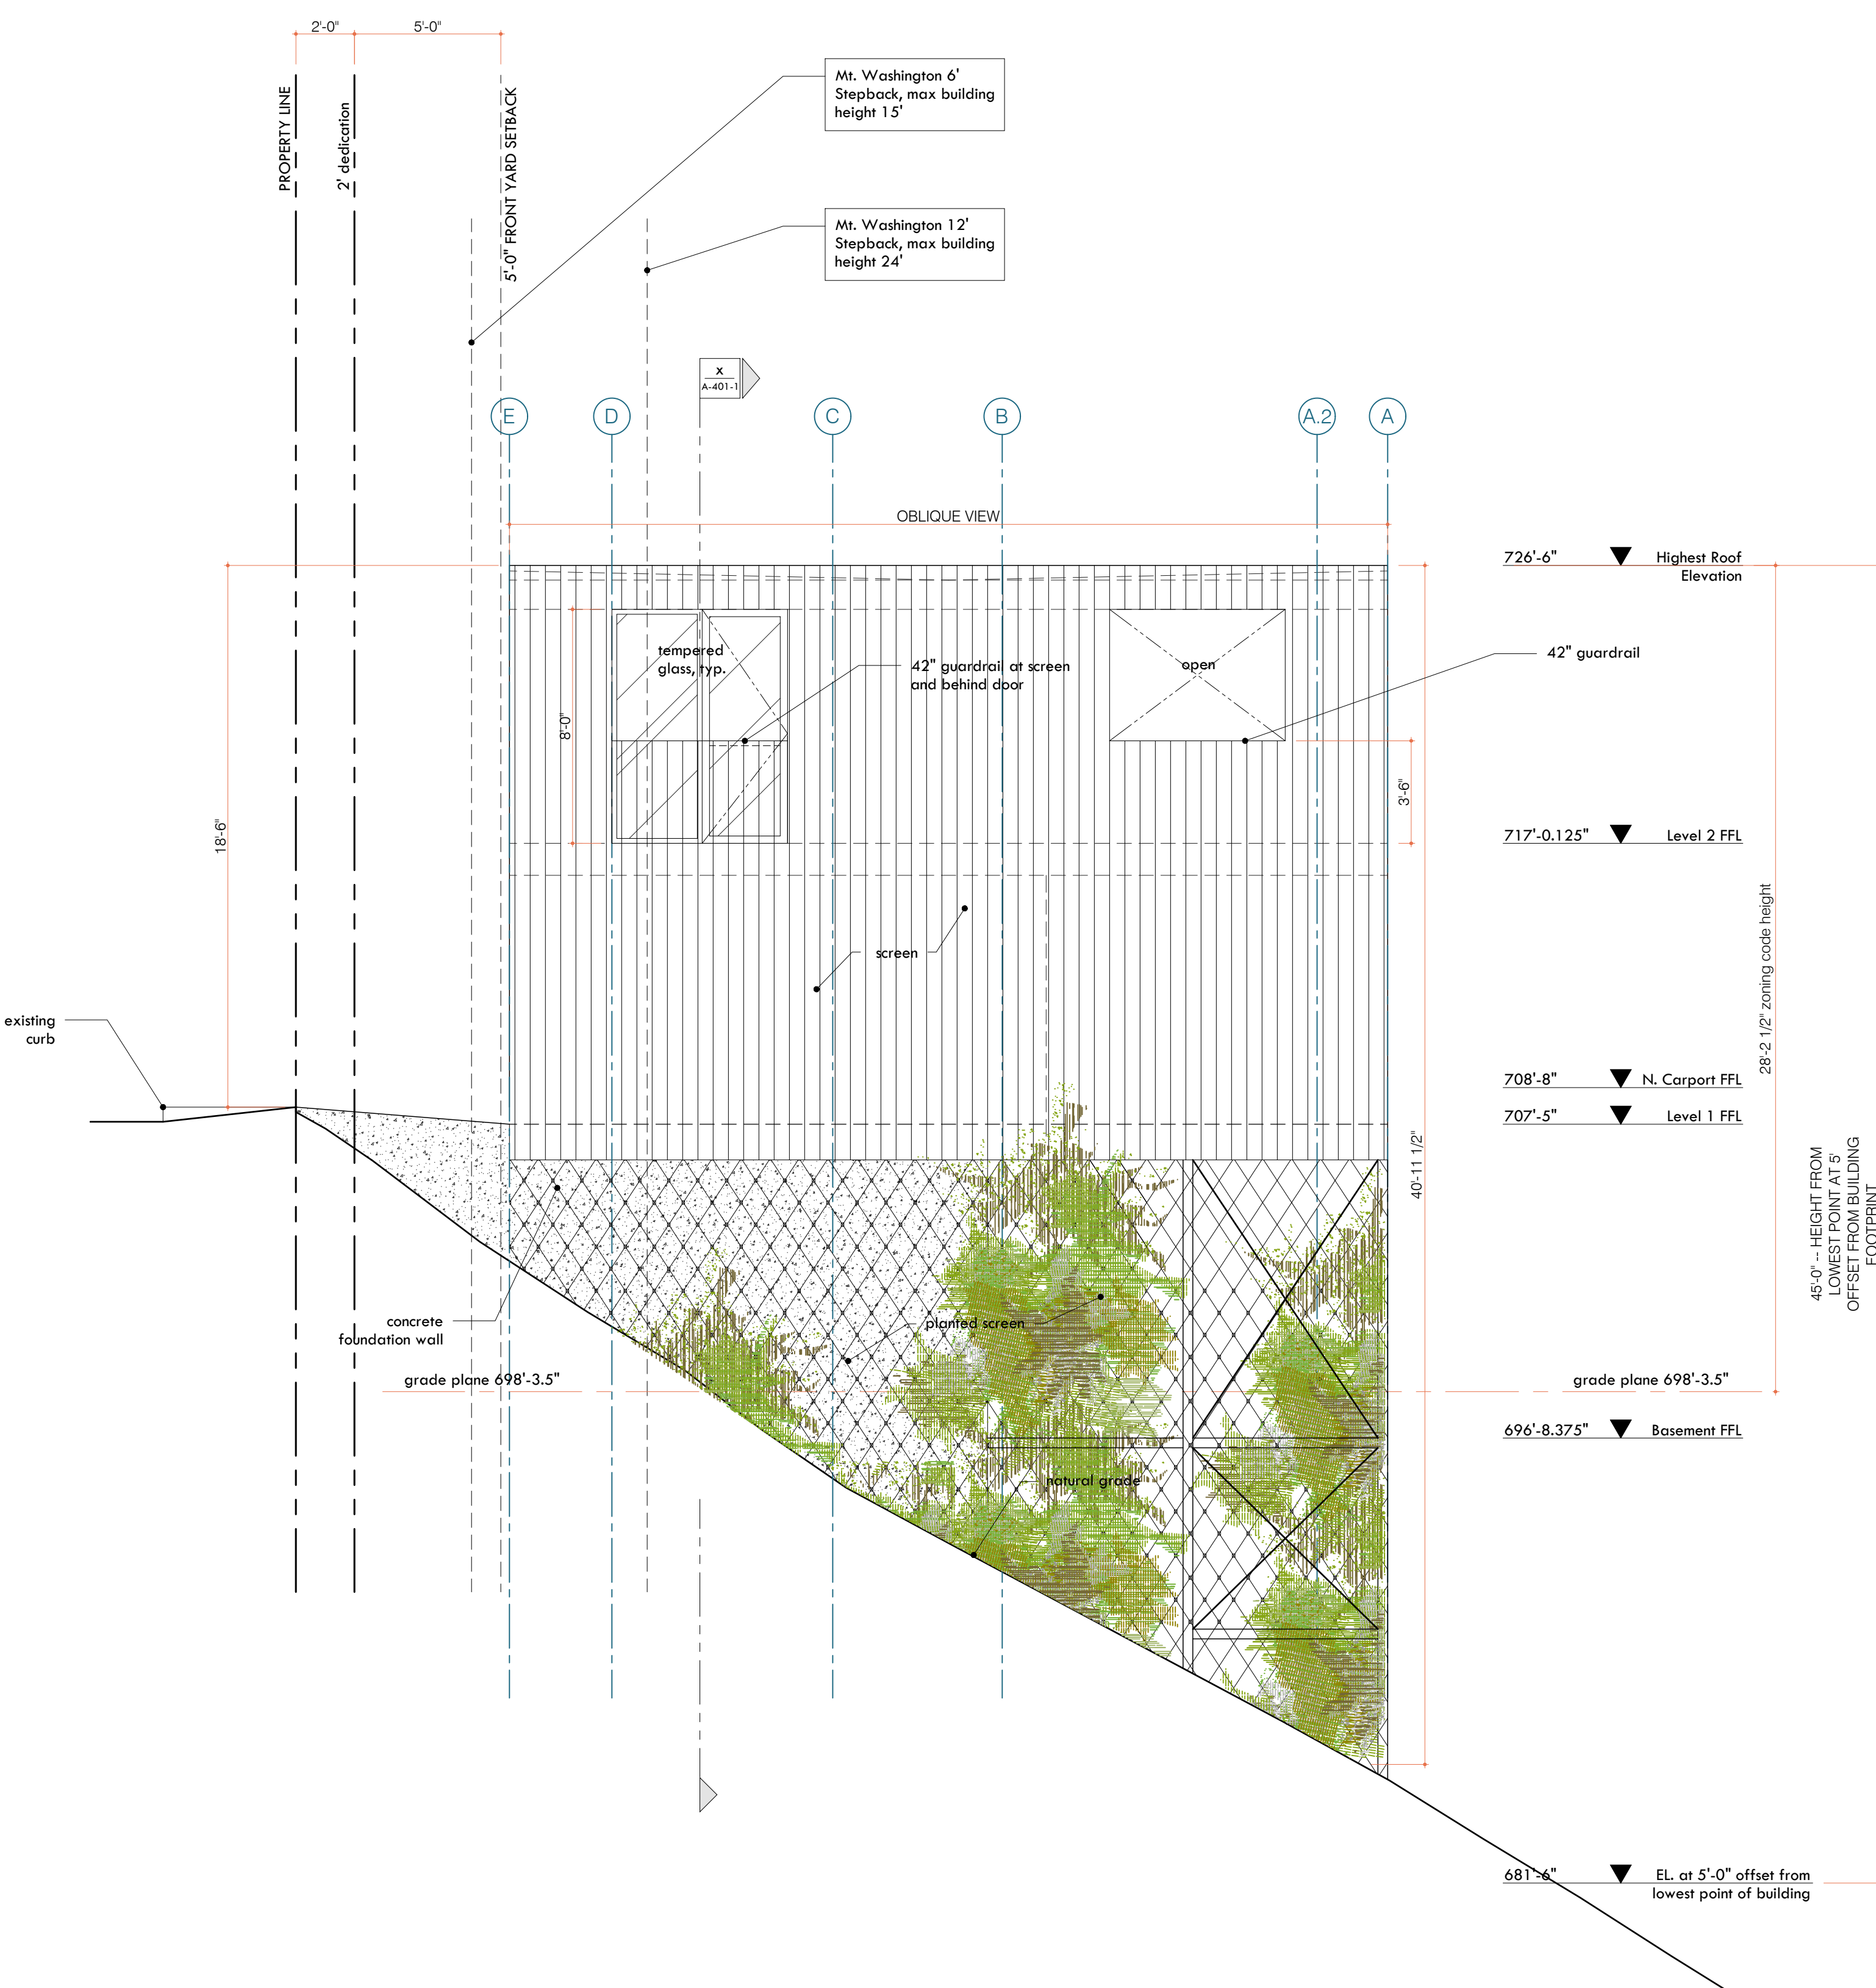 2'-0"
5'-0"
PROPERTY LINE
2' dedication
5'-0" FRONT YARD SETBACK
Mt. Washington 6'
Stepback, max building
height 15'
Mt. Washington 12'
Stepback, max building
height 24'
X
A-401-1
E
D
C
B
A.2
A
OBLIQUE VIEW
726'-6"
Highest Roof
Elevation
tempered
glass, typ.
42" guardrail at screen
and behind door
open
42" guardrail
8'-0"
3'-6"
18'-6"
717'-0.125"
Level 2 FFL
screen
28'-2 1/2" zoning code height
existing
curb
708'-8"
N. Carport FFL
707'-5"
Level 1 FFL
40'-11 1/2"
45'-0" -- HEIGHT FROM
LOWEST POINT AT 5'
OFFSET FROM BUILDING
FOOTPRINT
concrete
foundation wall
planted screen
grade plane 698'-3.5"
grade plane 698'-3.5"
696'-8.375"
Basement FFL
natural grade
681'-6"
EL. at 5'-0" offset from
lowest point of building